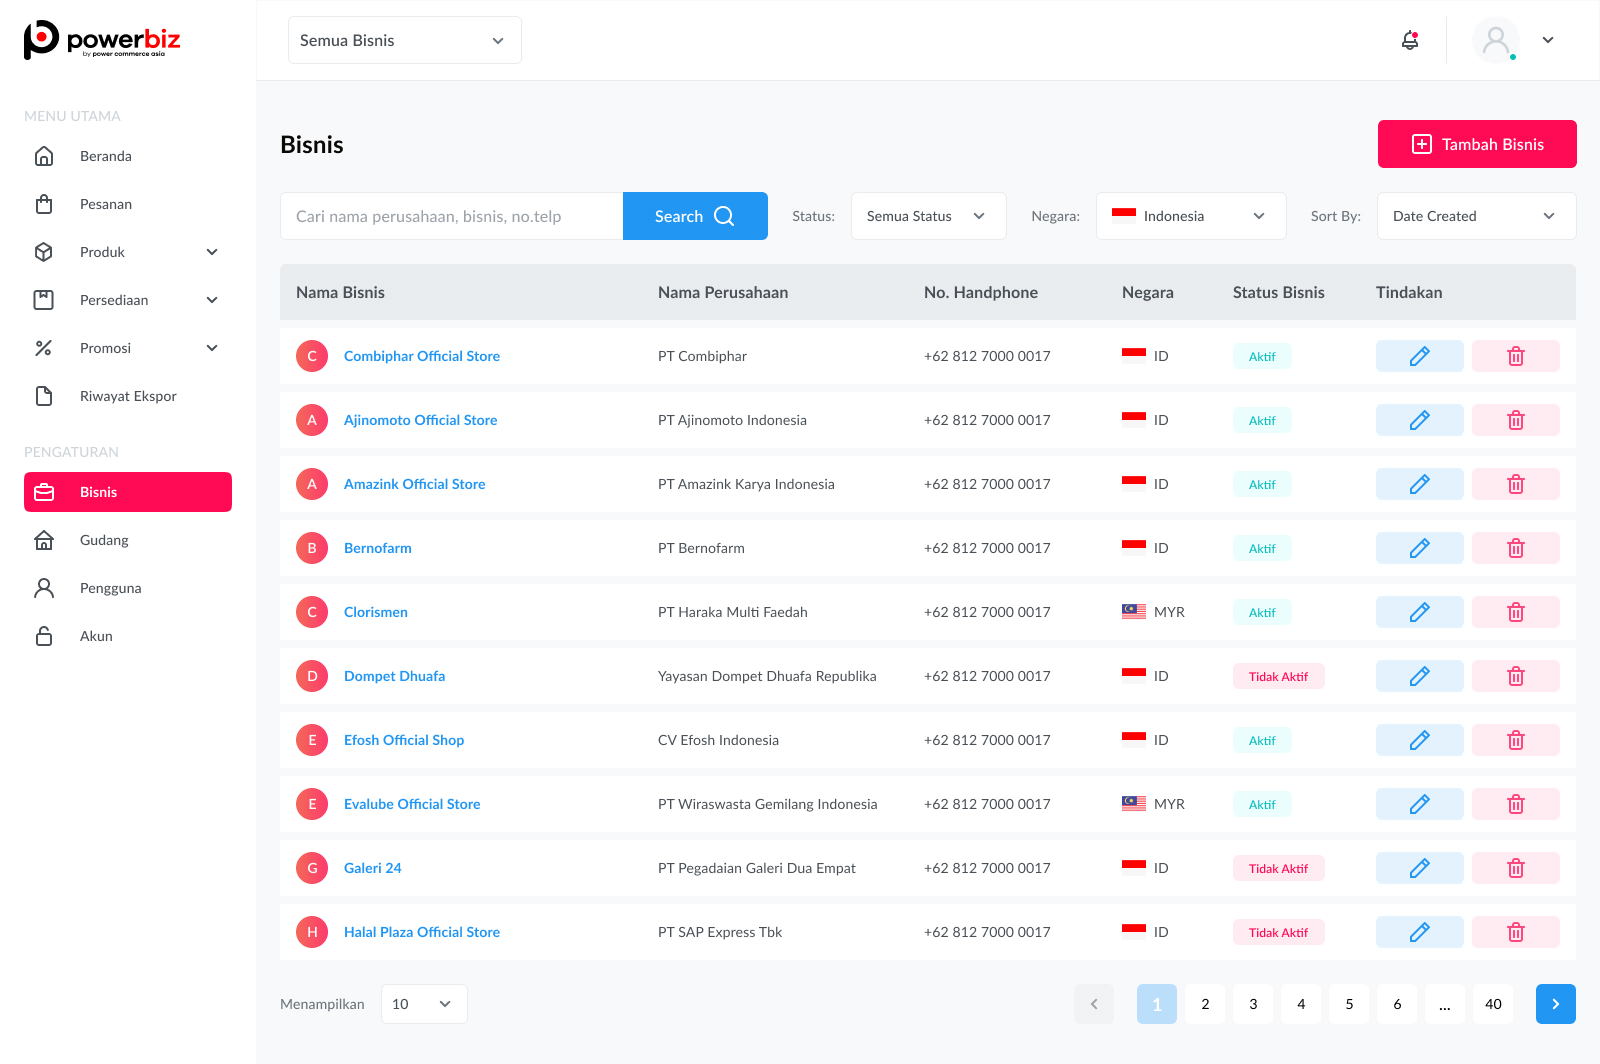 powerbiz
by power commerce asia
Semua Bisnis
MENU UTAMA
Beranda
Pesanan
Produk
Persediaan
Promosi
Riwayat Ekspor
PENGATURAN
Bisnis
Gudang
Pengguna
Akun
Bisnis
Tambah Bisnis
Cari nama perusahaan, bisnis, no.telp
Search
Status:
Semua Status
Negara:
Indonesia
Sort By:
Date Created
Nama Bisnis Nama Perusahaan No. Handphone Negara Status Bisnis Tindakan
C Combiphar Official Store PT Combiphar +62 812 7000 0017 ID Aktif
A Ajinomoto Official Store PT Ajinomoto Indonesia +62 812 7000 0017 ID Aktif
A Amazink Official Store PT Amazink Karya Indonesia +62 812 7000 0017 ID Aktif
B Bernofarm PT Bernofarm +62 812 7000 0017 ID Aktif
C Clorismen PT Haraka Multi Faedah +62 812 7000 0017 MYR Aktif
D Dompet Dhuafa Yayasan Dompet Dhuafa Republika +62 812 7000 0017 ID Tidak Aktif
E Efosh Official Shop CV Efosh Indonesia +62 812 7000 0017 ID Aktif
E Evalube Official Store PT Wiraswasta Gemilang Indonesia +62 812 7000 0017 MYR Aktif
G Galeri 24 PT Pegadaian Galeri Dua Empat +62 812 7000 0017 ID Tidak Aktif
H Halal Plaza Official Store PT SAP Express Tbk +62 812 7000 0017 ID Tidak Aktif
Menampilkan 10
1 2 3 4 5 6 ... 40